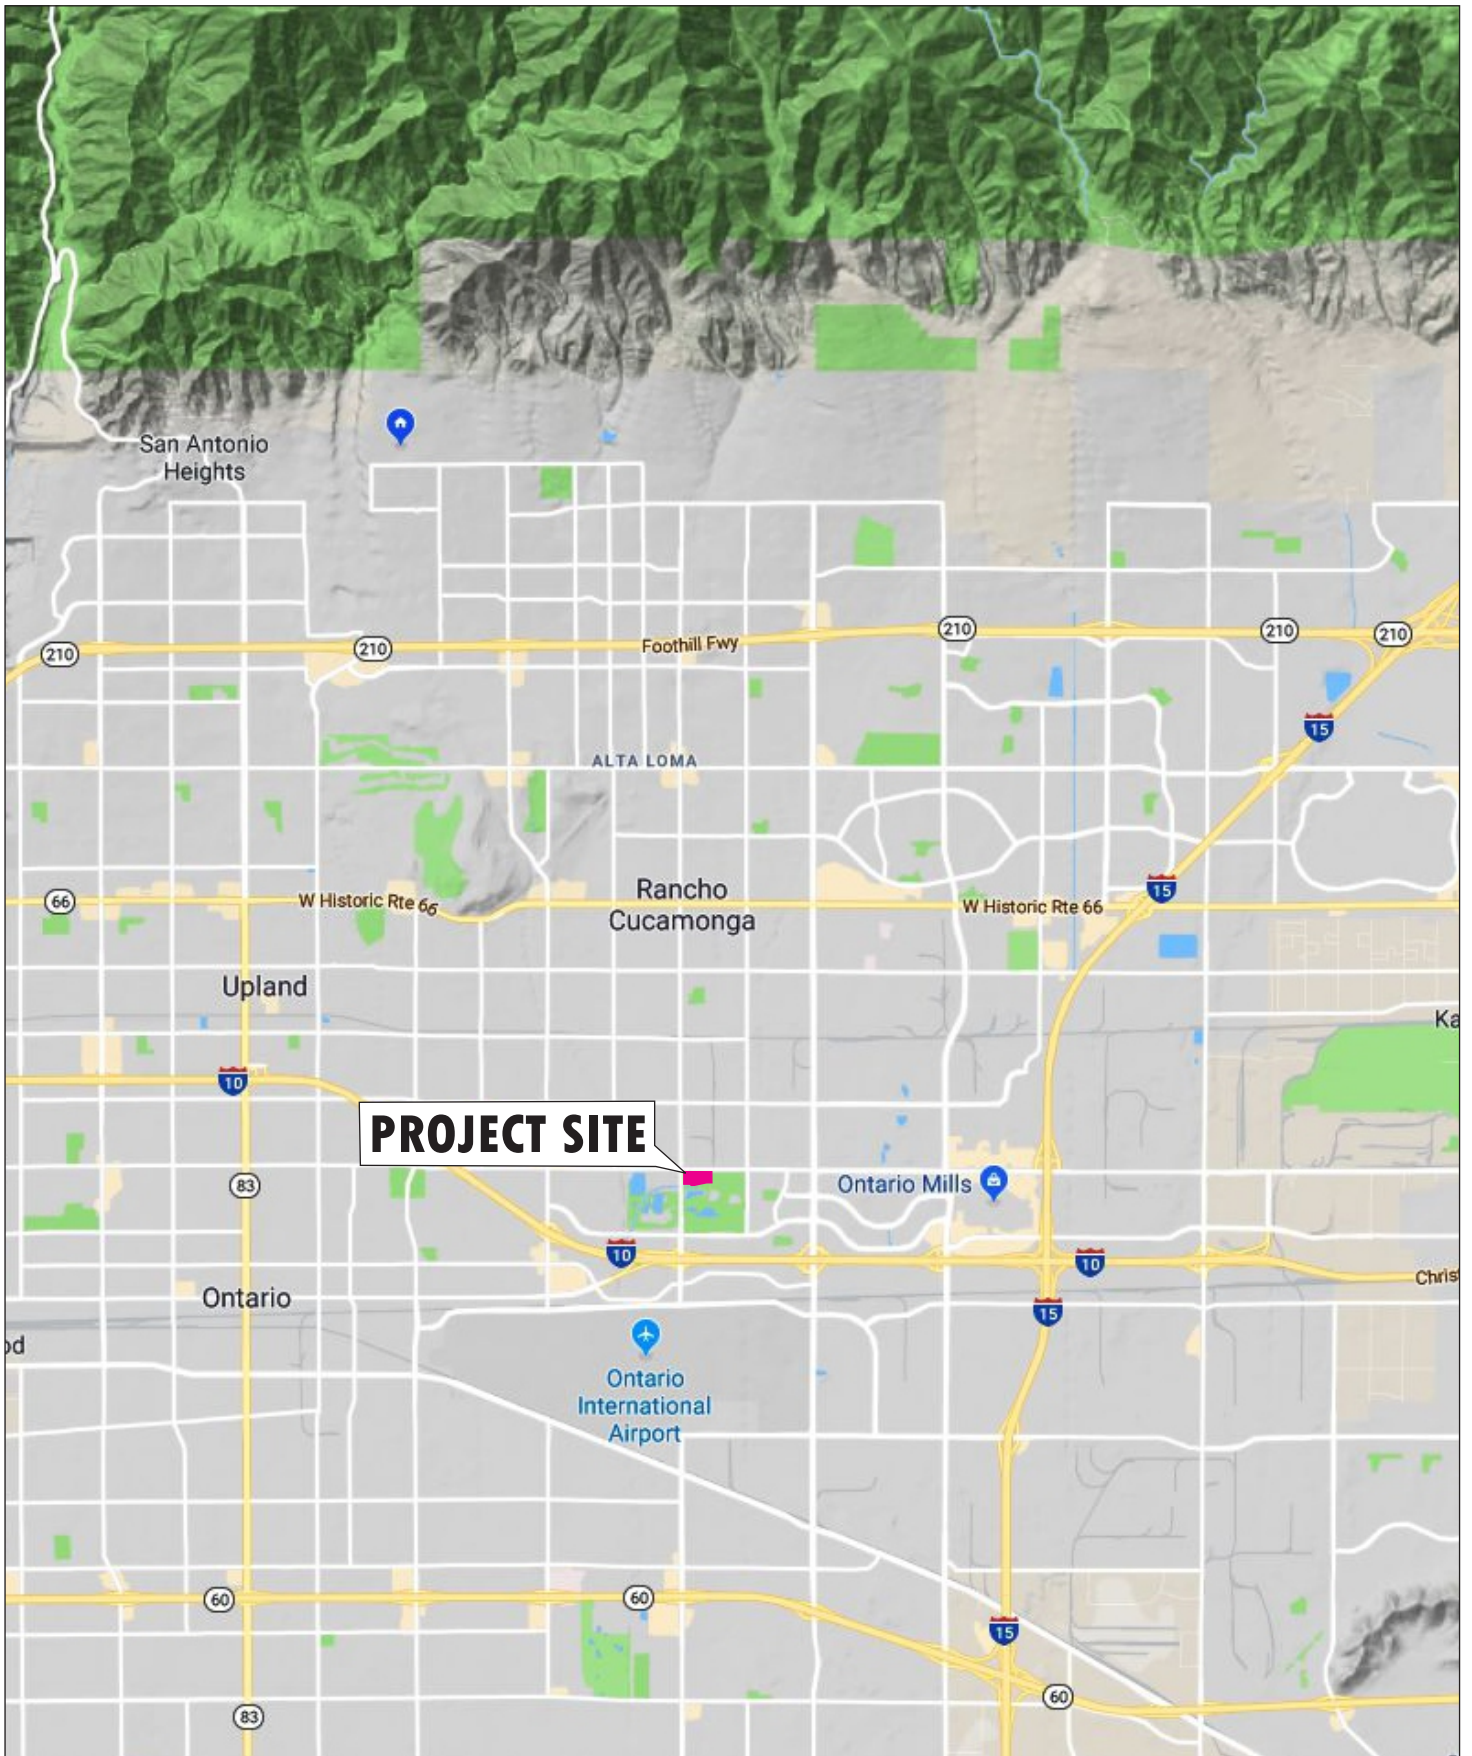 San Antonio
Heights
210
210
Foothill Fwy
210
210
210
15
ALTA LOMA
66
W Historic Rte 66
Rancho
Cucamonga
W Historic Rte 66
15
Upland
Ka
10
PROJECT SITE
83
Ontario Mills
10
10
Christ
Ontario
15
od
Ontario
International
Airport
60
60
15
60
83